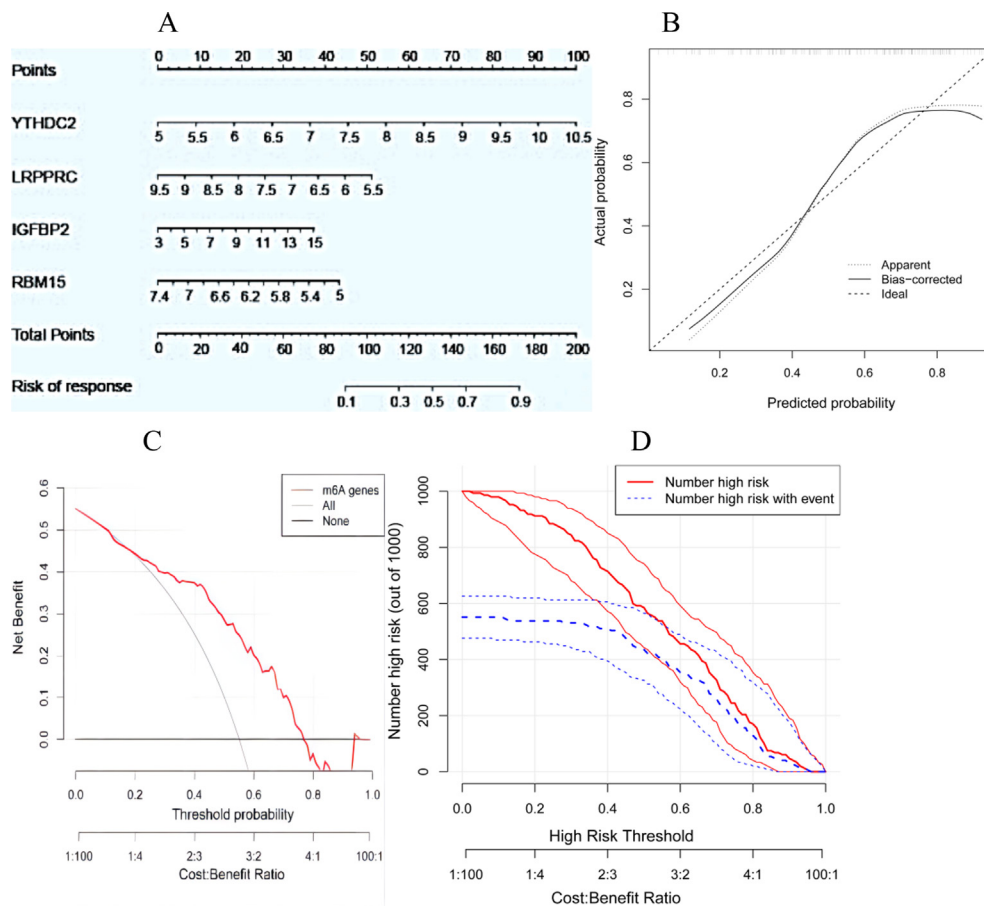 A
B
Points
0 10 20 30 40 50 60 70 80 90 100
YTHDC2
5 5.5 6 6.5 7 7.5 8 8.5 9 9.5 10 10.5
LRPPRC
9.5 9 8.5 8 7.5 7 6.5 6 5.5
IGFBP2
3 5 7 9 11 13 15
RBM15
7.4 7 6.6 6.2 5.8 5.4 5
Total Points
0 20 40 60 80 100 120 140 160 180 200
Risk of response
0.1 0.3 0.5 0.7 0.9
Actual probability
0.8
0.6
0.4
0.2
Apparent
Bias-corrected
Ideal
0.2 0.4 0.6 0.8
Predicted probability
C
D
Net Benefit
0.6
0.5
0.4
0.3
0.2
0.1
0.0
m6A genes
All
None
0.0 0.2 0.4 0.6 0.8 1.0
Threshold probability
1:100 1:4 2:3 3:2 4:1 100:1
Cost:Benefit Ratio
Number high risk (out of 1000)
1000
800
600
400
200
0
Number high risk
Number high risk with event
0.0 0.2 0.4 0.6 0.8 1.0
High Risk Threshold
1:100 1:4 2:3 3:2 4:1 100:1
Cost:Benefit Ratio